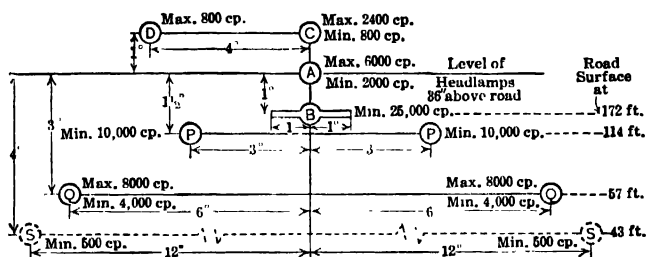 Max. 800 cp.
Max. 2400 cp.
D
C
Min. 800 cp.
1°
4'
Max. 6000 cp.
Level of
Road
A
Surface
Min. 2000 cp.
Headlamps
at
36" above road
1½"
1"
B
Min. 25,000 cp.
172 ft.
1
1"
3'
4'
Min. 10,000 cp.
P
P
Min. 10,000 cp.
114 ft.
3"
3
Max. 8000 cp.
Max. 8000 cp.
Q
Q
57 ft.
Min. 4,000 cp.
Min. 4,000 cp.
6"
6
S
S
43 ft.
Min. 500 cp.
Min. 500 cp.
12"
12"